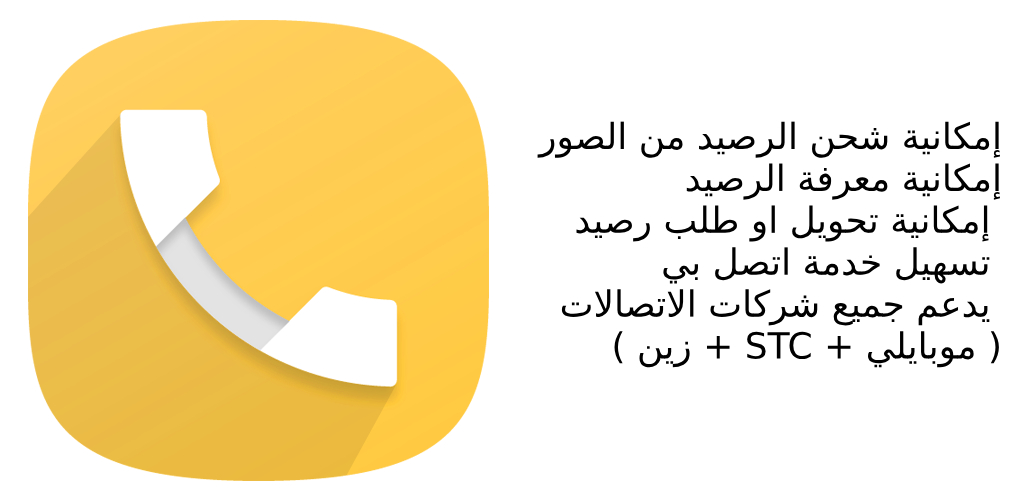 إمكانية شحن الرصيد من الصور
إمكانية معرفة الرصيد
إمكانية تحويل او طلب رصيد
تسهيل خدمة اتصل بي
يدعم جميع شركات الاتصالات
( موبايلي + STC + زين )